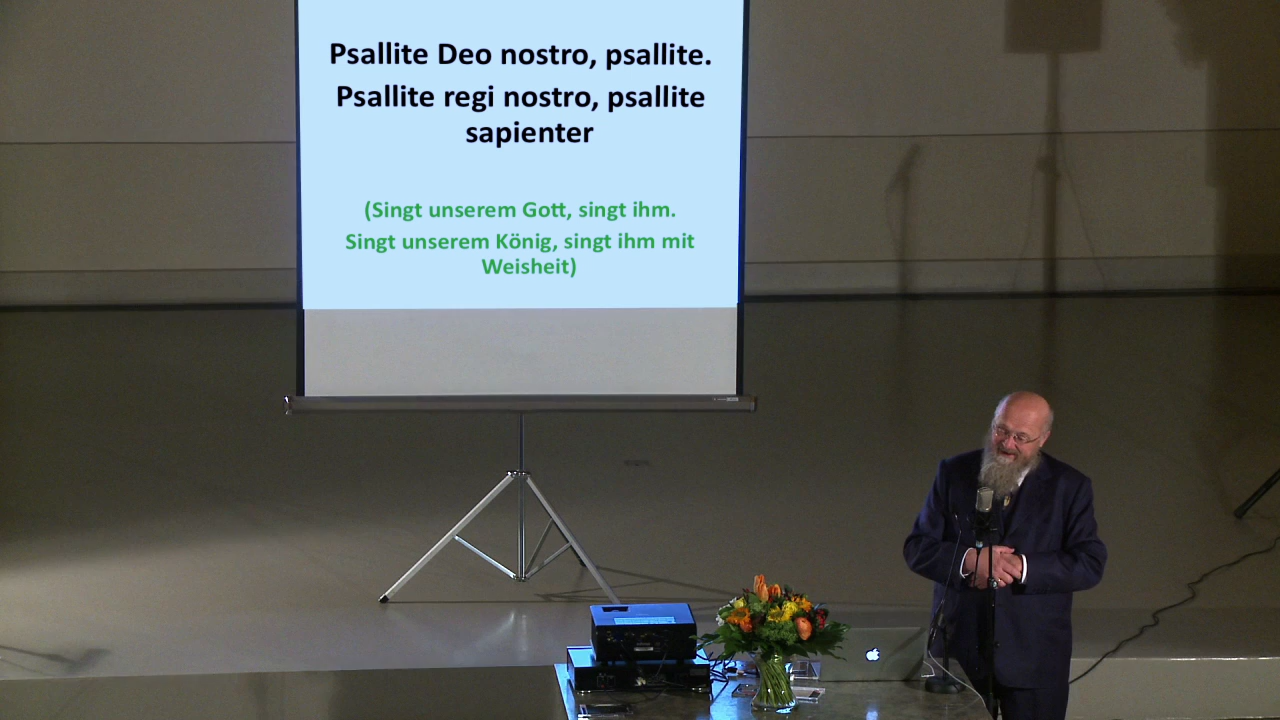 Psallite Deo nostro, psallite.
Psallite regi nostro, psallite
sapienter
(Singt unserem Gott, singt ihm.
Singt unserem König, singt ihm mit
Weisheit)